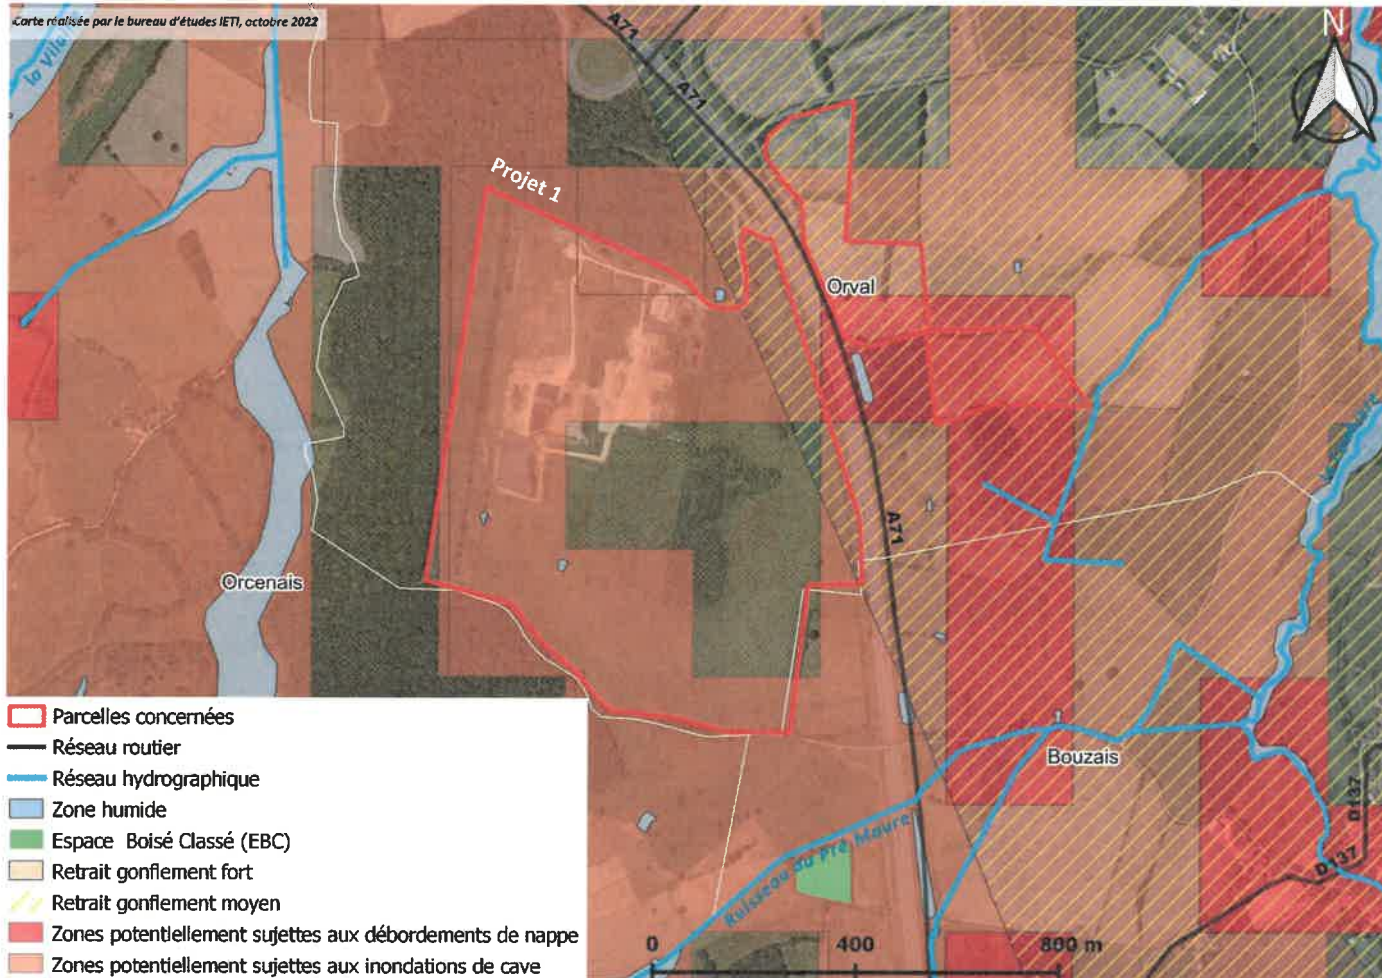 Carte réalisée par le bureau d'études IETI, octobre 2022
N
A71
A71
Projet 1
Orval
A71
Orcenais
Bouzais
Ruisseau du Pré Maure
D137
D137
0 400 800 m
Parcelles concernées
Réseau routier
Réseau hydrographique
Zone humide
Espace Boisé Classé (EBC)
Retrait gonflement fort
Retrait gonflement moyen
Zones potentiellement sujettes aux débordements de nappe
Zones potentiellement sujettes aux inondations de cave